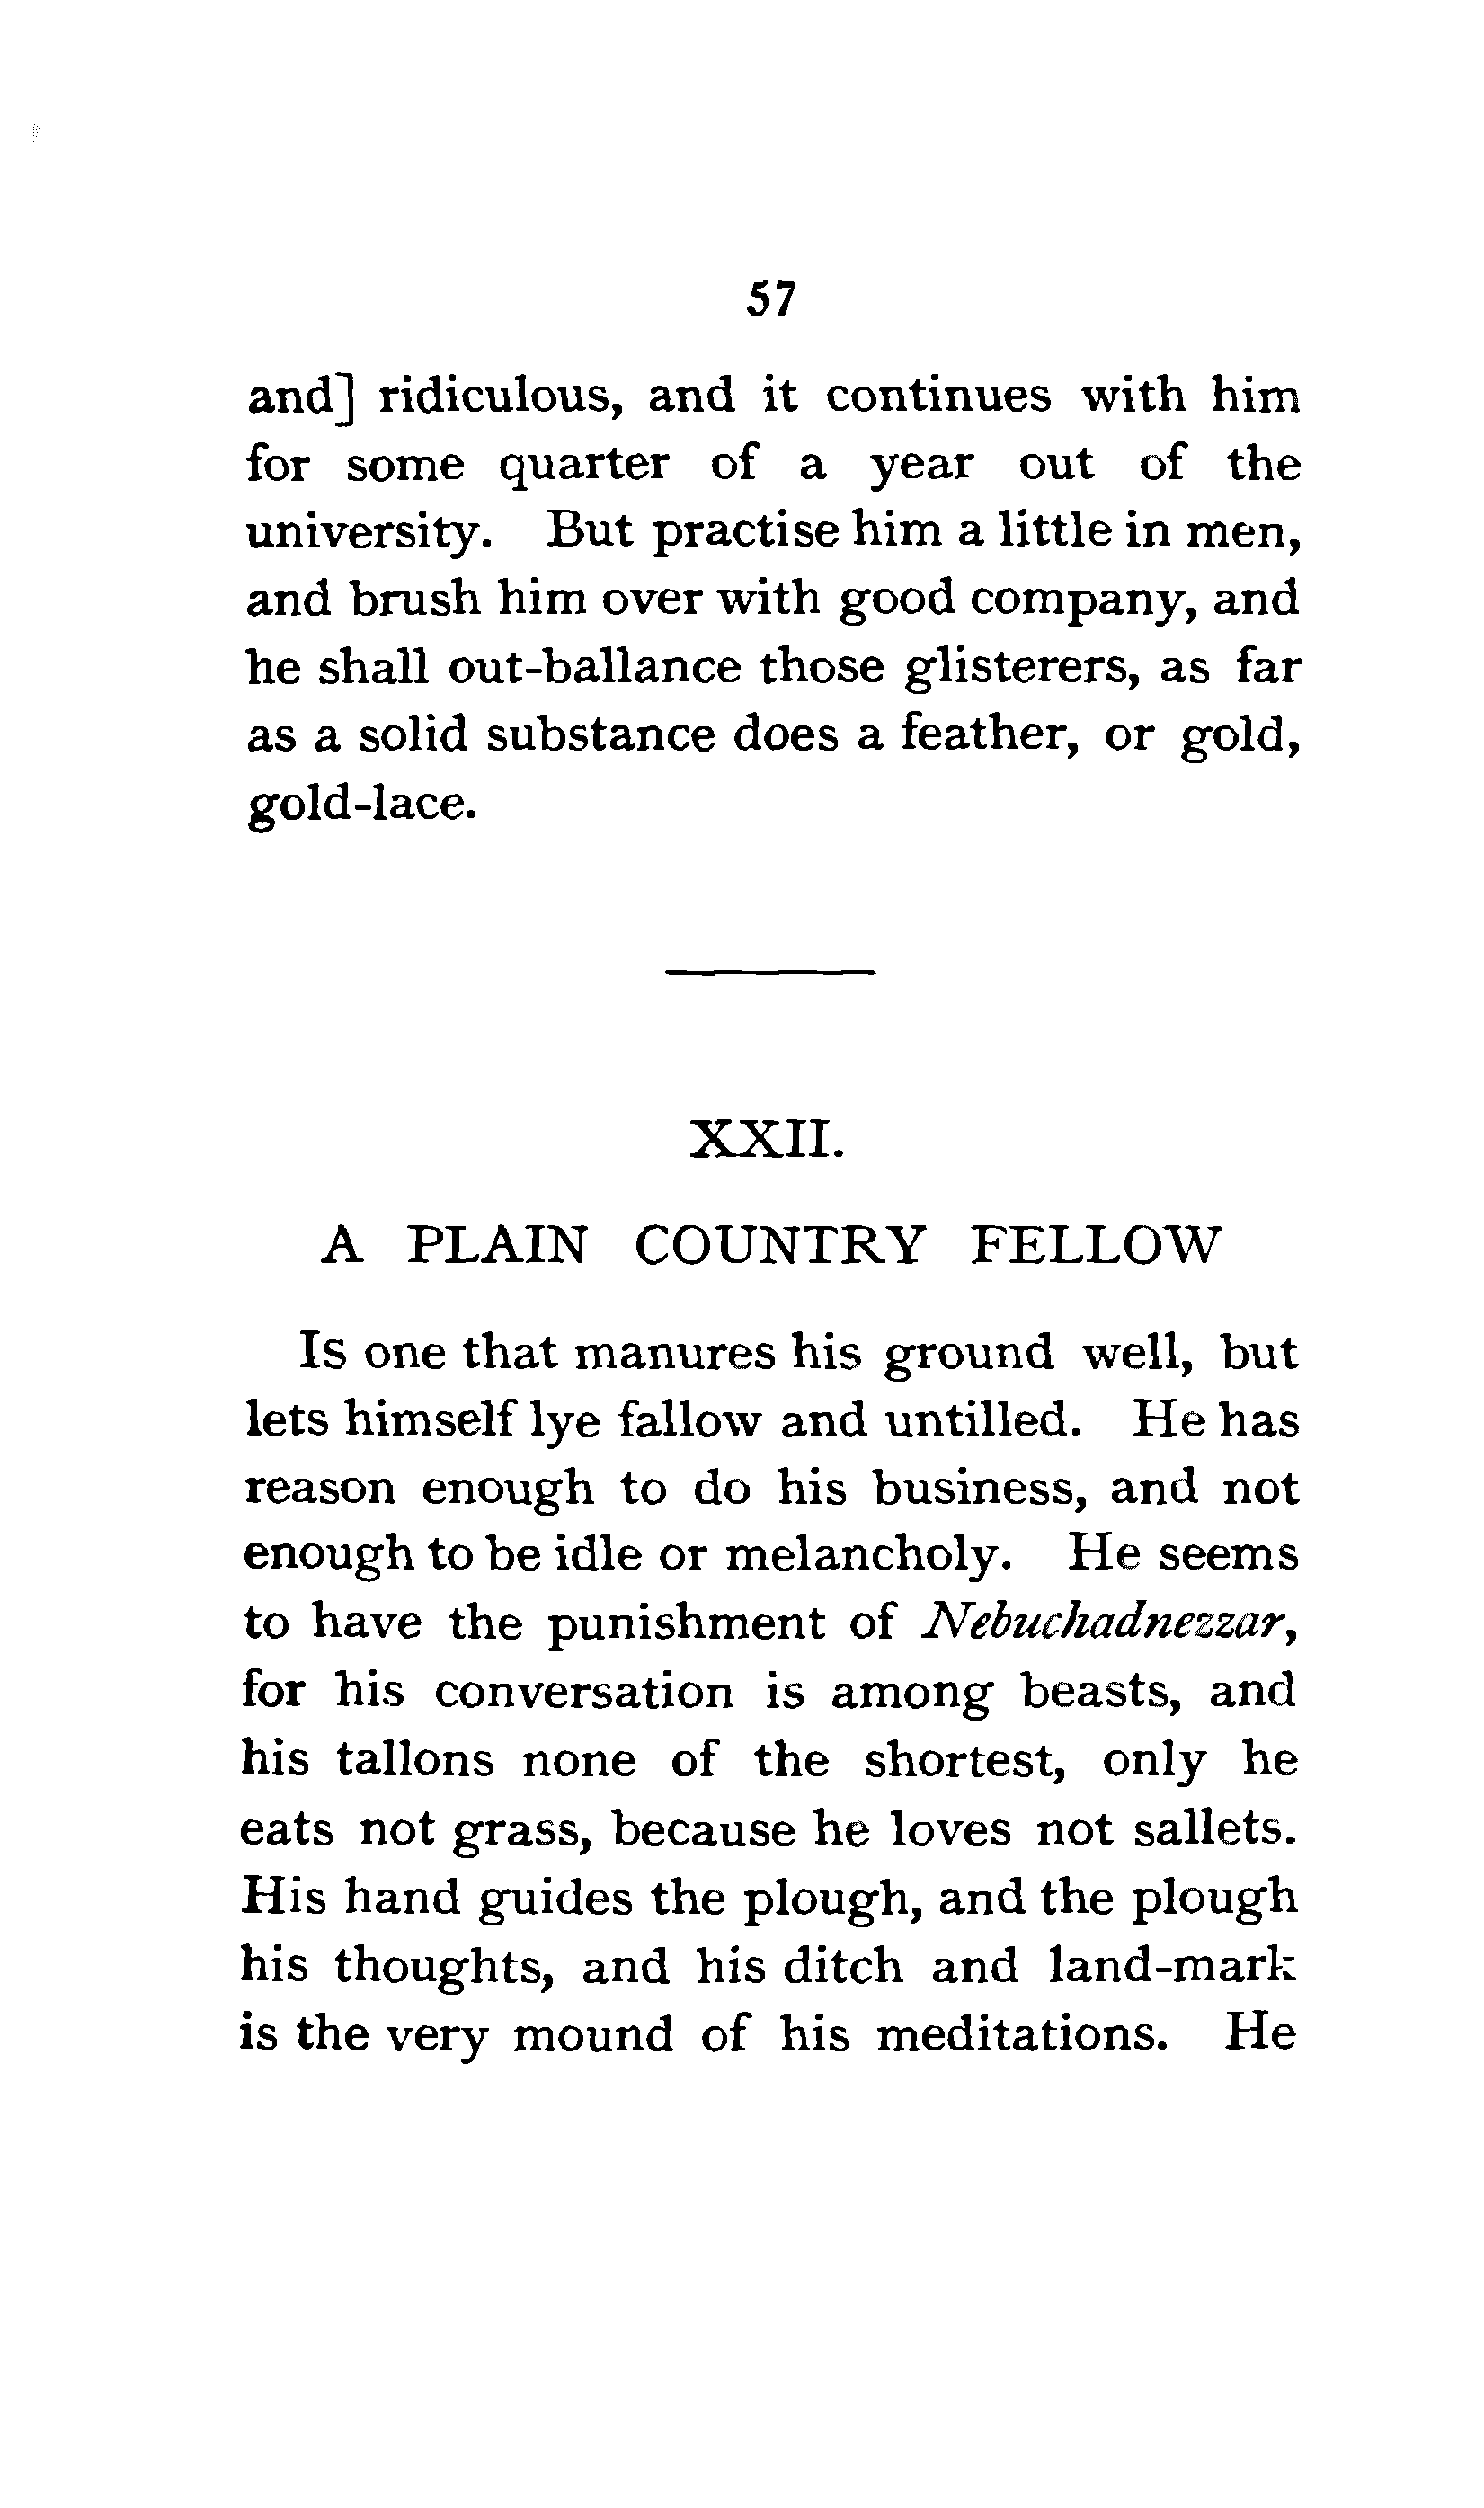 57
and] ridiculous, and it continues with him
for some quarter of a year out of the
university. But practise him a little in men,
and brush him over with good company, and
he shall out-ballance those glisterers, as far
as a solid substance does a feather, or gold,
gold-lace.
XXII.
A PLAIN COUNTRY FELLOW
Is one that manures his ground well, but
lets himself lye fallow and untilled. He has
reason enough to do his business, and not
enough to be idle or melancholy. He seems
to have the punishment of Nebuchadnezzar,
for his conversation is among beasts, and
his tallons none of the shortest, only he
eats not grass, because he loves not sallets.
His hand guides the plough, and the plough
his thoughts, and his ditch and land-mark
is the very mound of his meditations. He